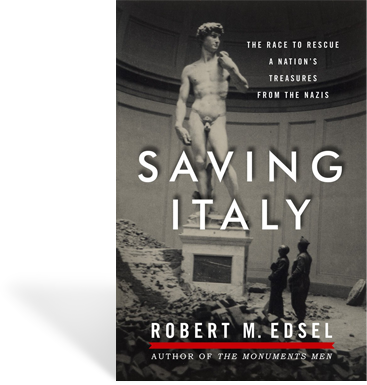 THE RACE TO RESCUE
A NATION'S
TREASURES
FROM THE NAZIS
SAVING
ITALY
ROBERT M. EDSEL
AUTHOR OF THE MONUMENTS MEN